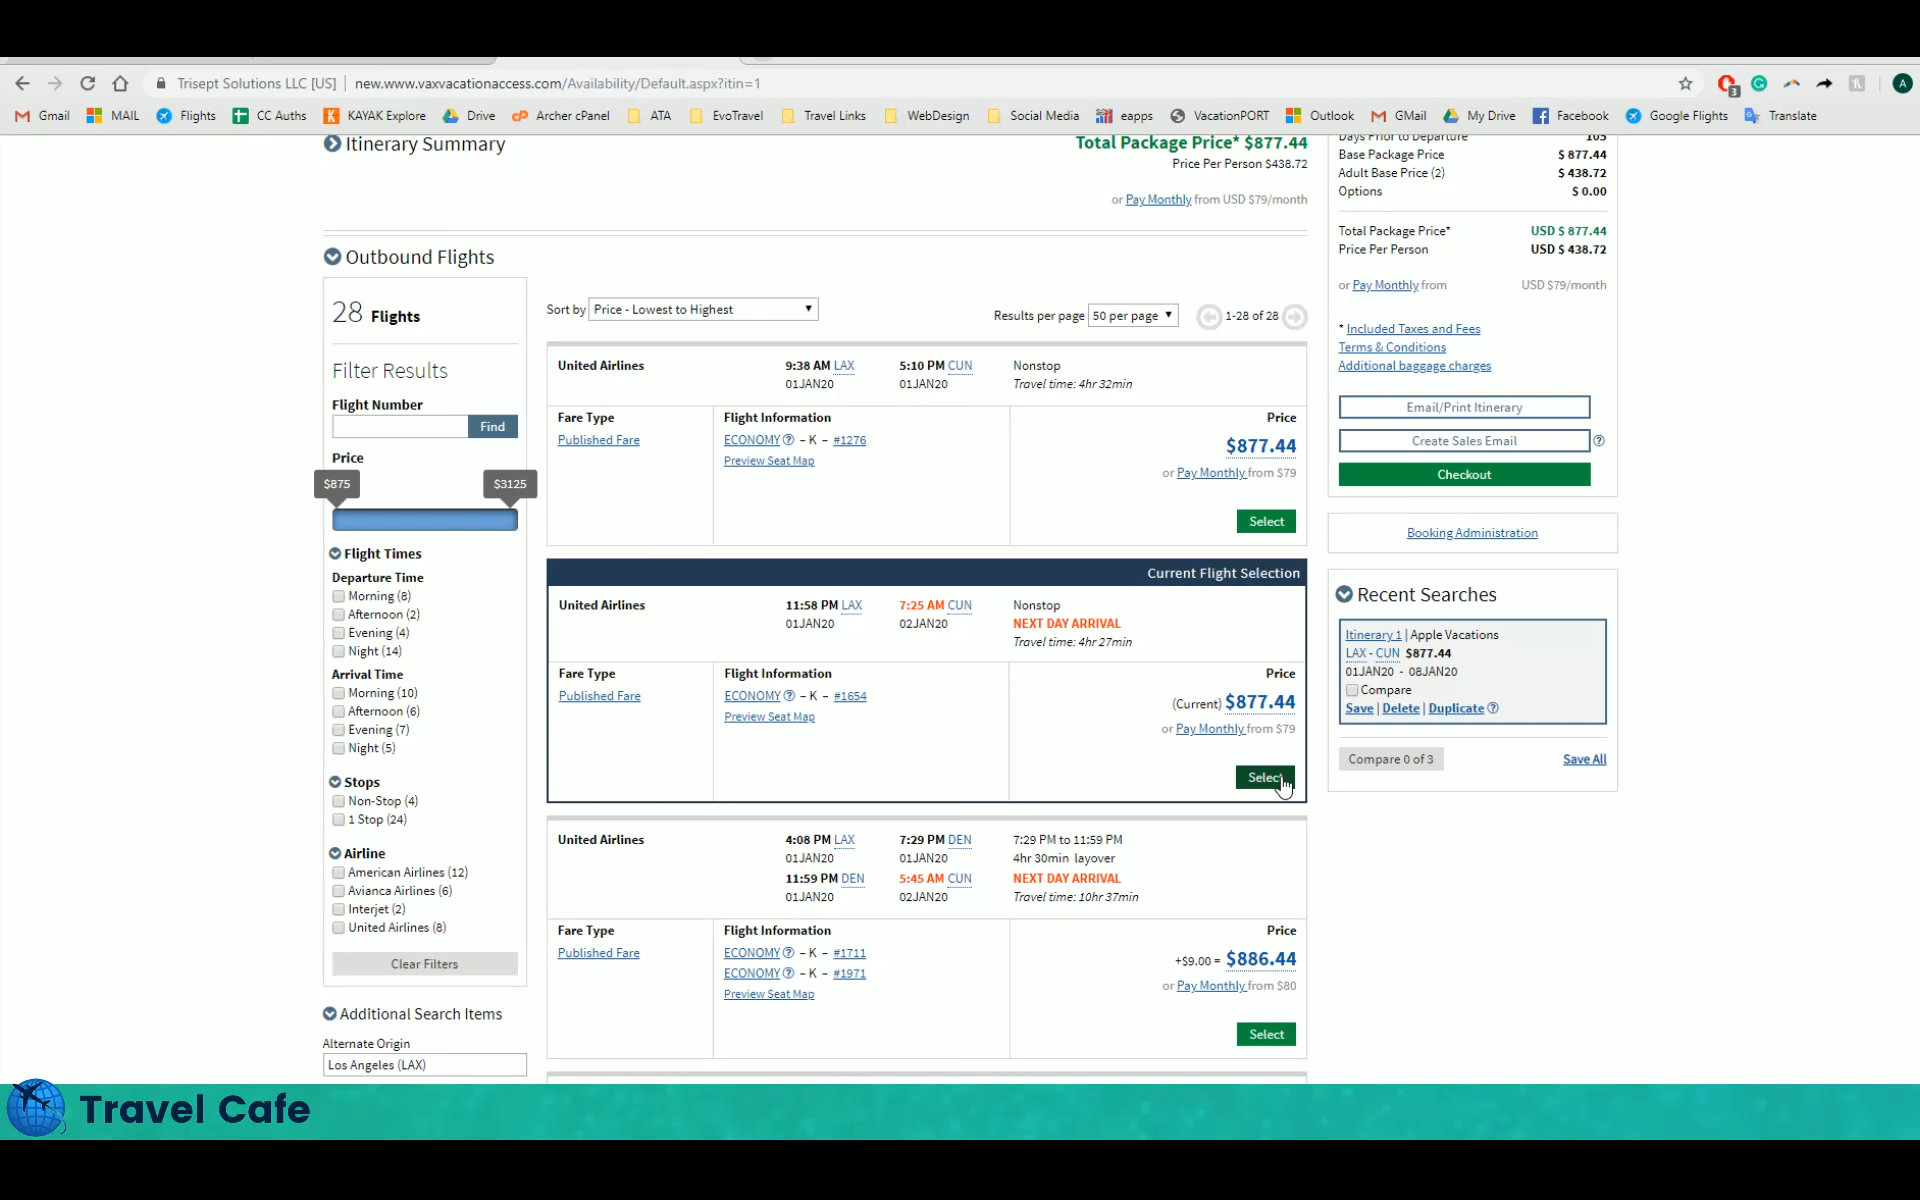 Trisept Solutions LLC [US] | new.www.vaxvacationaccess.com/Availability/Default.aspx?itin=1
3
A
Gmail MAIL Flights CC Auths KAYAK Explore Drive Archer cPanel ATA EvoTravel Travel Links WebDesign Social Media eapps VacationPORT Outlook GMail My Drive Facebook Google Flights Translate
Itinerary Summary
Total Package Price* $877.44
Price Per Person $438.72
or Pay Monthly from USD $79/month
Outbound Flights
28 Flights
Filter Results
Flight Number
Find
Price
$875 $3125
Flight Times
Departure Time
Morning (8)
Afternoon (2)
Evening (4)
Night (14)
Arrival Time
Morning (10)
Afternoon (6)
Evening (7)
Night (5)
Stops
Non-Stop (4)
1 Stop (24)
Airline
American Airlines (12)
Avianca Airlines (6)
Interjet (2)
United Airlines (8)
Clear Filters
Additional Search Items
Alternate Origin
Los Angeles (LAX)
Sort by Price - Lowest to Highest
Results per page 50 per page 1-28 of 28
United Airlines 9:38 AM LAX 5:10 PM CUN Nonstop
01JAN20 01JAN20 Travel time: 4hr 32min
Fare Type Flight Information Price
Published Fare ECONOMY ? – K – #1276 $877.44
Preview Seat Map or Pay Monthly from $79
Select
Current Flight Selection
United Airlines 11:58 PM LAX 7:25 AM CUN Nonstop
01JAN20 02JAN20 NEXT DAY ARRIVAL
Travel time: 4hr 27min
Fare Type Flight Information Price
Published Fare ECONOMY ? – K – #1654 (Current) $877.44
Preview Seat Map or Pay Monthly from $79
Select
United Airlines 4:08 PM LAX 7:29 PM DEN 7:29 PM to 11:59 PM
01JAN20 01JAN20 4hr 30min layover
11:59 PM DEN 5:45 AM CUN NEXT DAY ARRIVAL
01JAN20 02JAN20 Travel time: 10hr 37min
Fare Type Flight Information Price
Published Fare ECONOMY ? – K – #1711 +$9.00 = $886.44
ECONOMY ? – K – #1971
Preview Seat Map or Pay Monthly from $80
Select
Days Prior to Departure 105
Base Package Price $ 877.44
Adult Base Price (2) $ 438.72
Options $ 0.00
Total Package Price* USD $ 877.44
Price Per Person USD $ 438.72
or Pay Monthly from USD $79/month
* Included Taxes and Fees
Terms & Conditions
Additional baggage charges
Email/Print Itinerary
Create Sales Email ?
Checkout
Booking Administration
Recent Searches
Itinerary 1 | Apple Vacations
LAX - CUN $877.44
01JAN20 - 08JAN20
Compare
Save | Delete | Duplicate ?
Compare 0 of 3 Save All
Travel Cafe